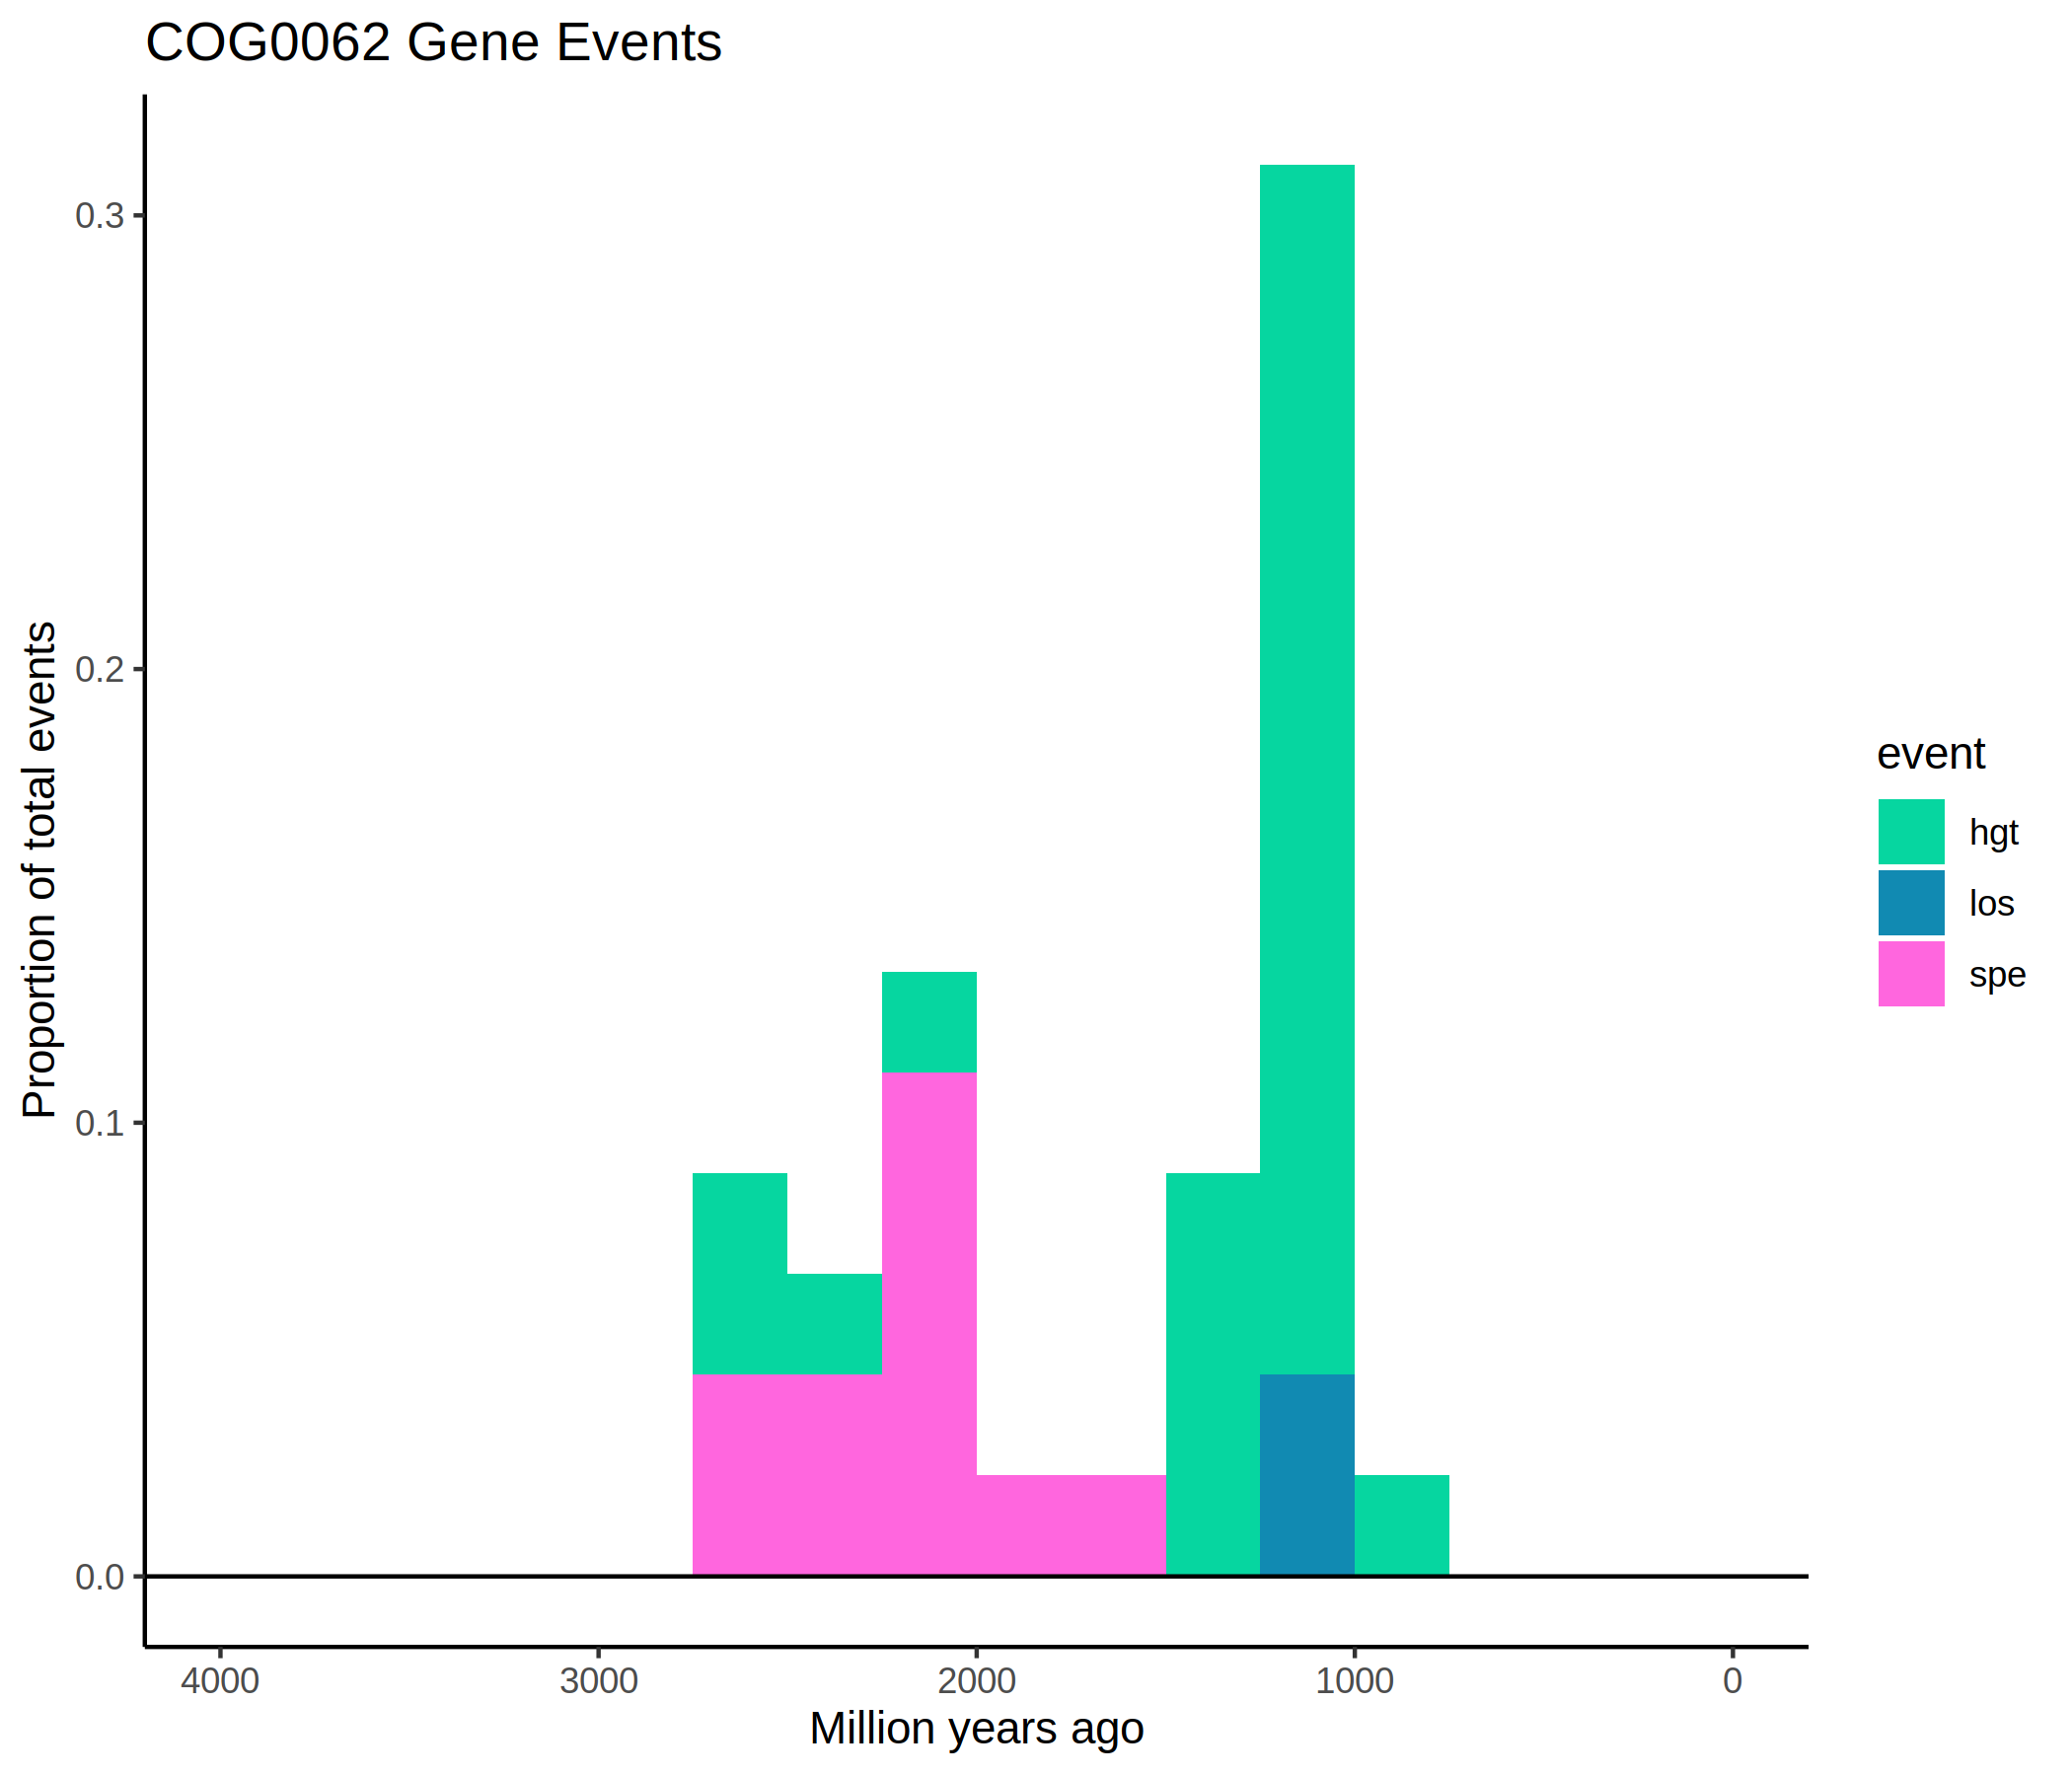 COG0062 Gene Events
Proportion of total events
0.3
0.2
0.1
0.0
4000 3000 2000 1000 0
Million years ago
event
hgt
los
spe